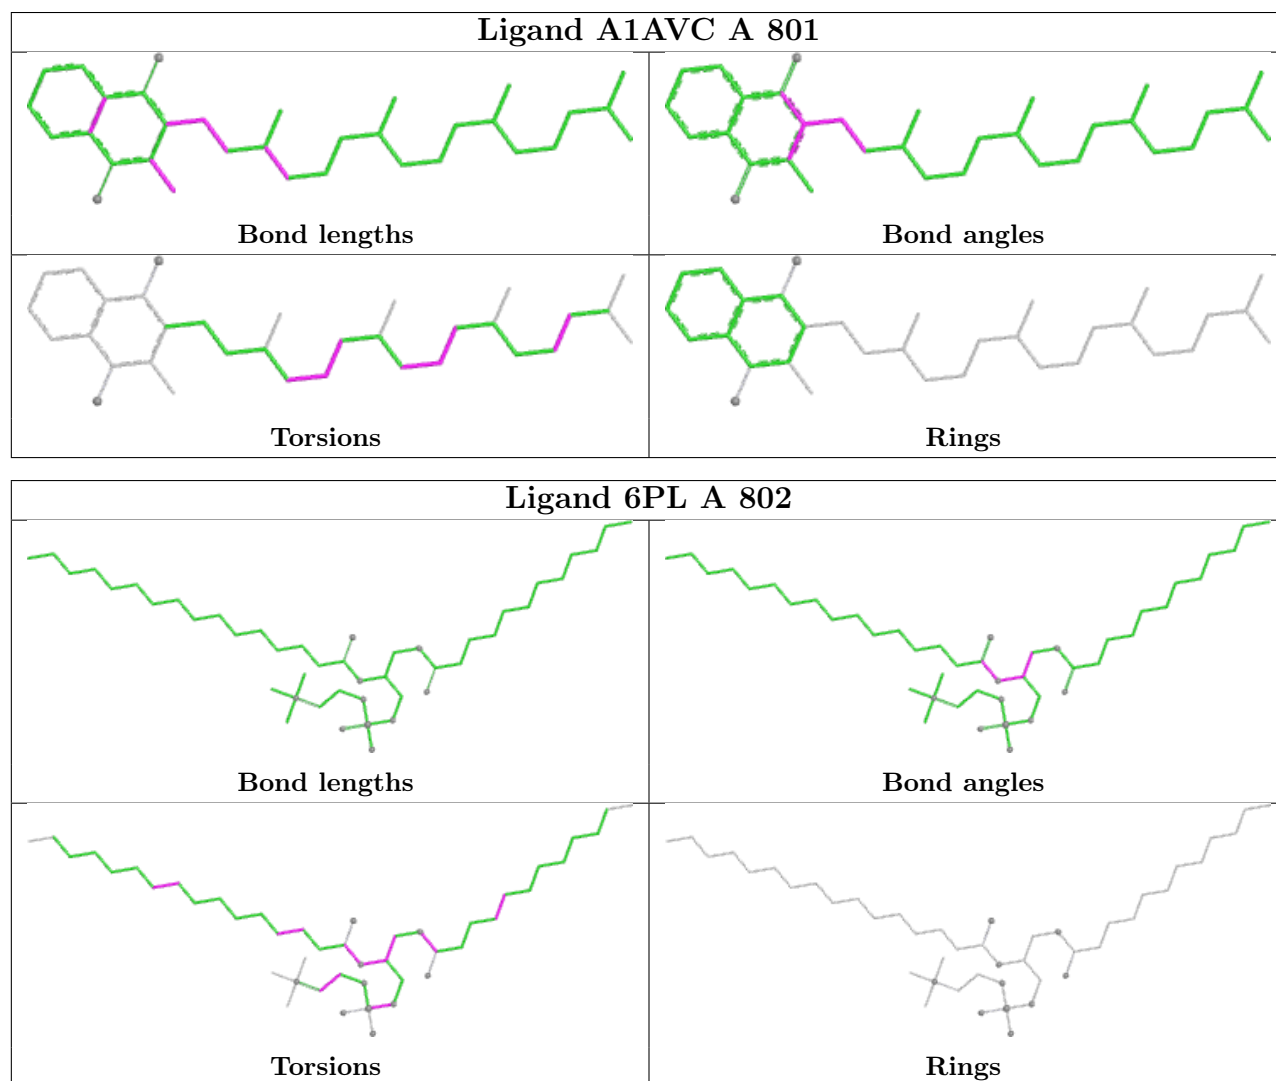 Ligand A1AVC A 801
Bond lengths
Bond angles
Torsions
Rings
Ligand 6PL A 802
Bond lengths
Bond angles
Torsions
Rings